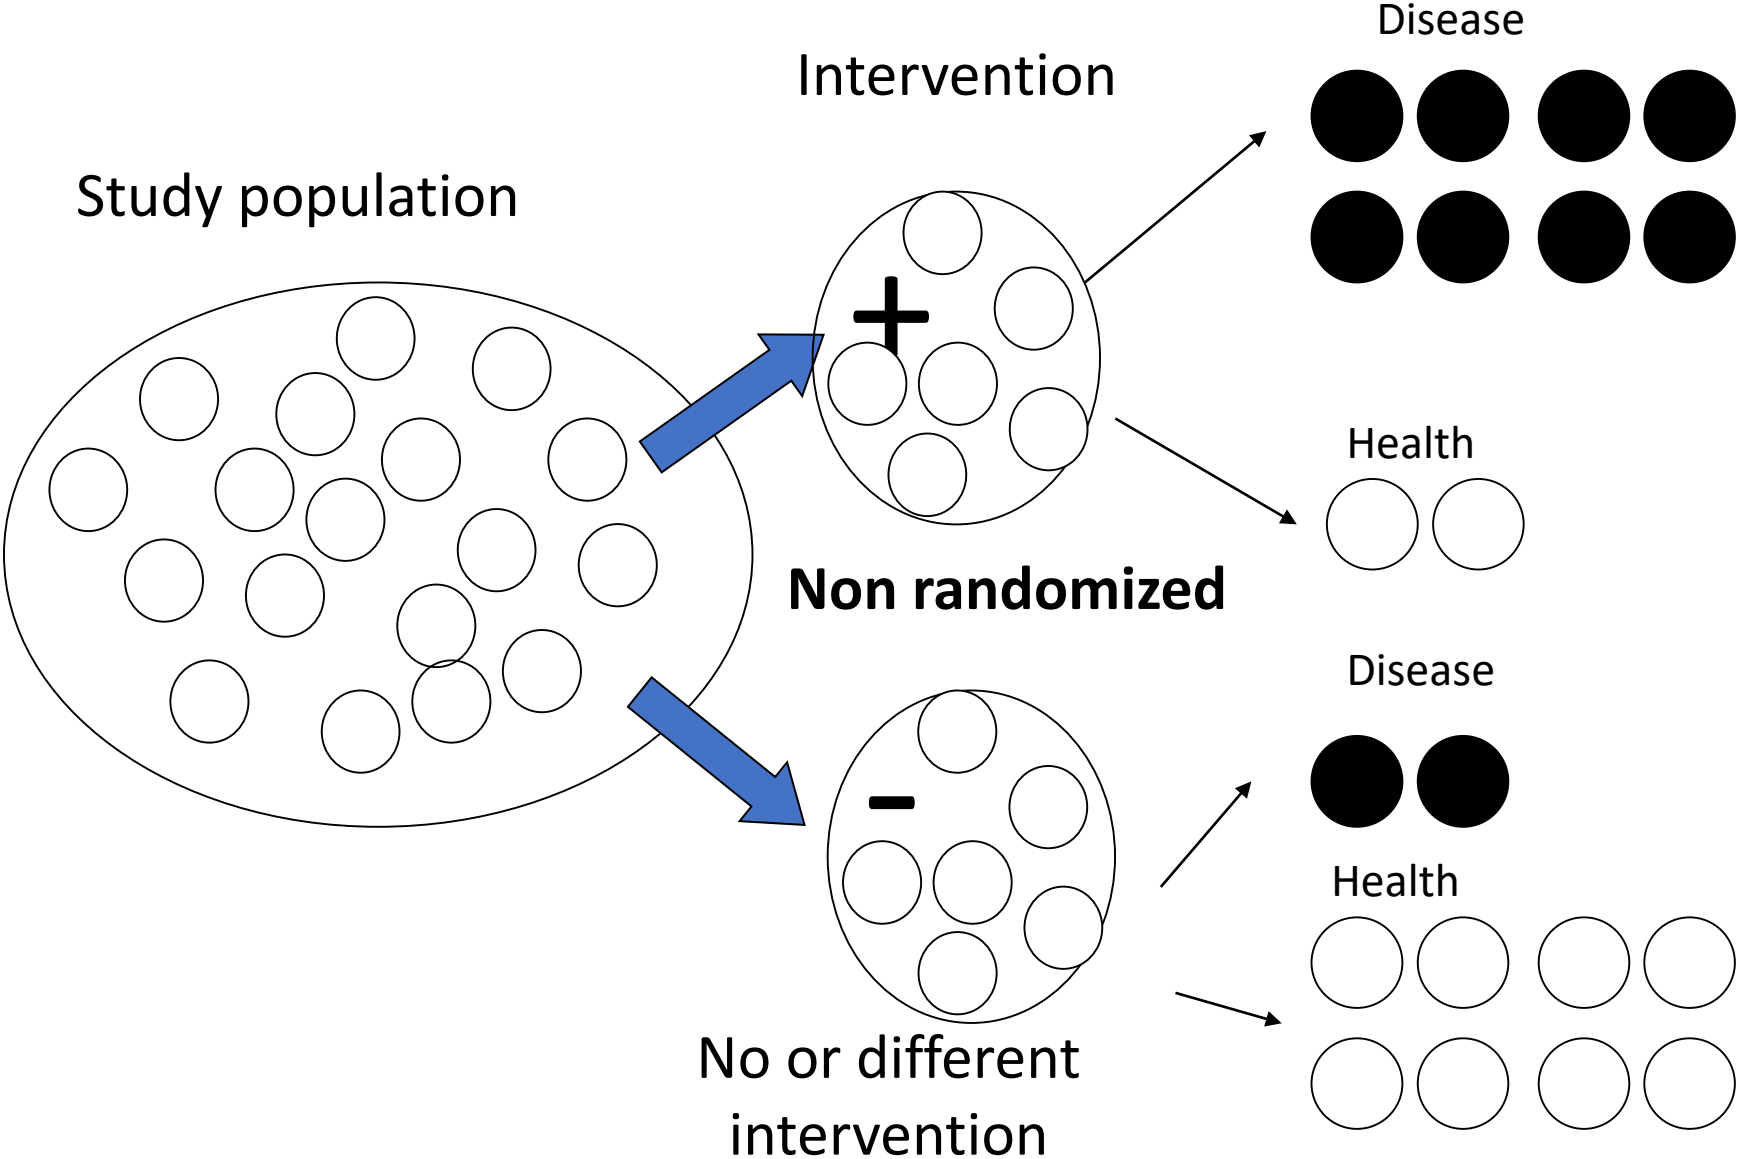 Disease
Intervention
Study population
+
Health
Non randomized
Disease
-
Health
No or different
intervention